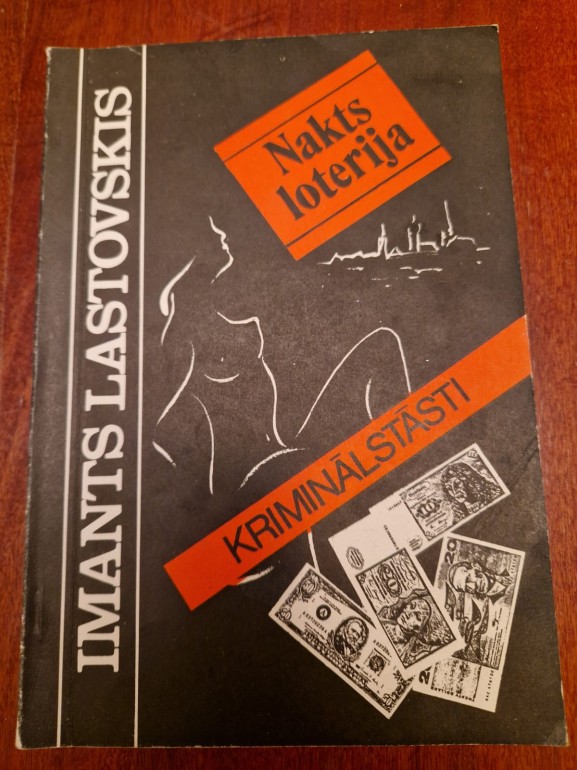 IMANTS LASTOVSKIS
Nakts
loterija
KRIMINĀLSTĀSTI